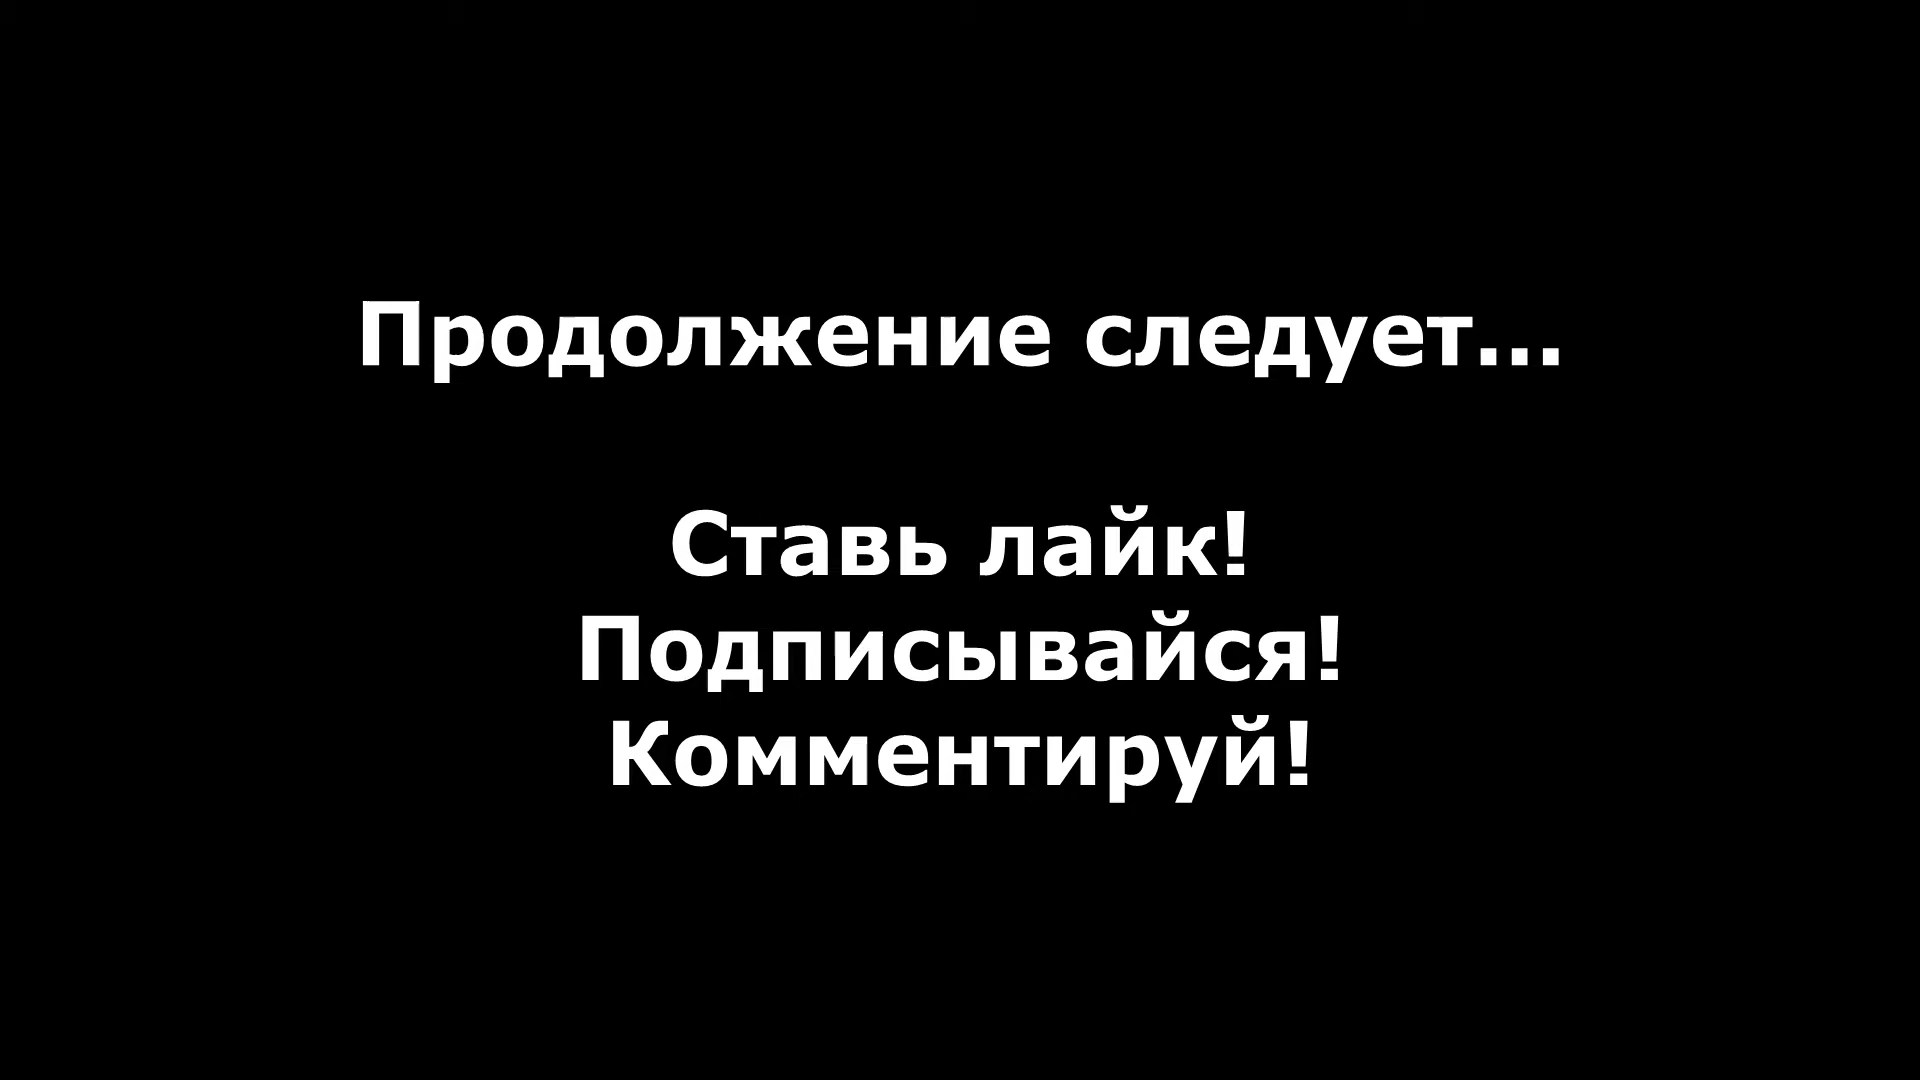 Продолжение следует...
Ставь лайк!
Подписывайся!
Комментируй!